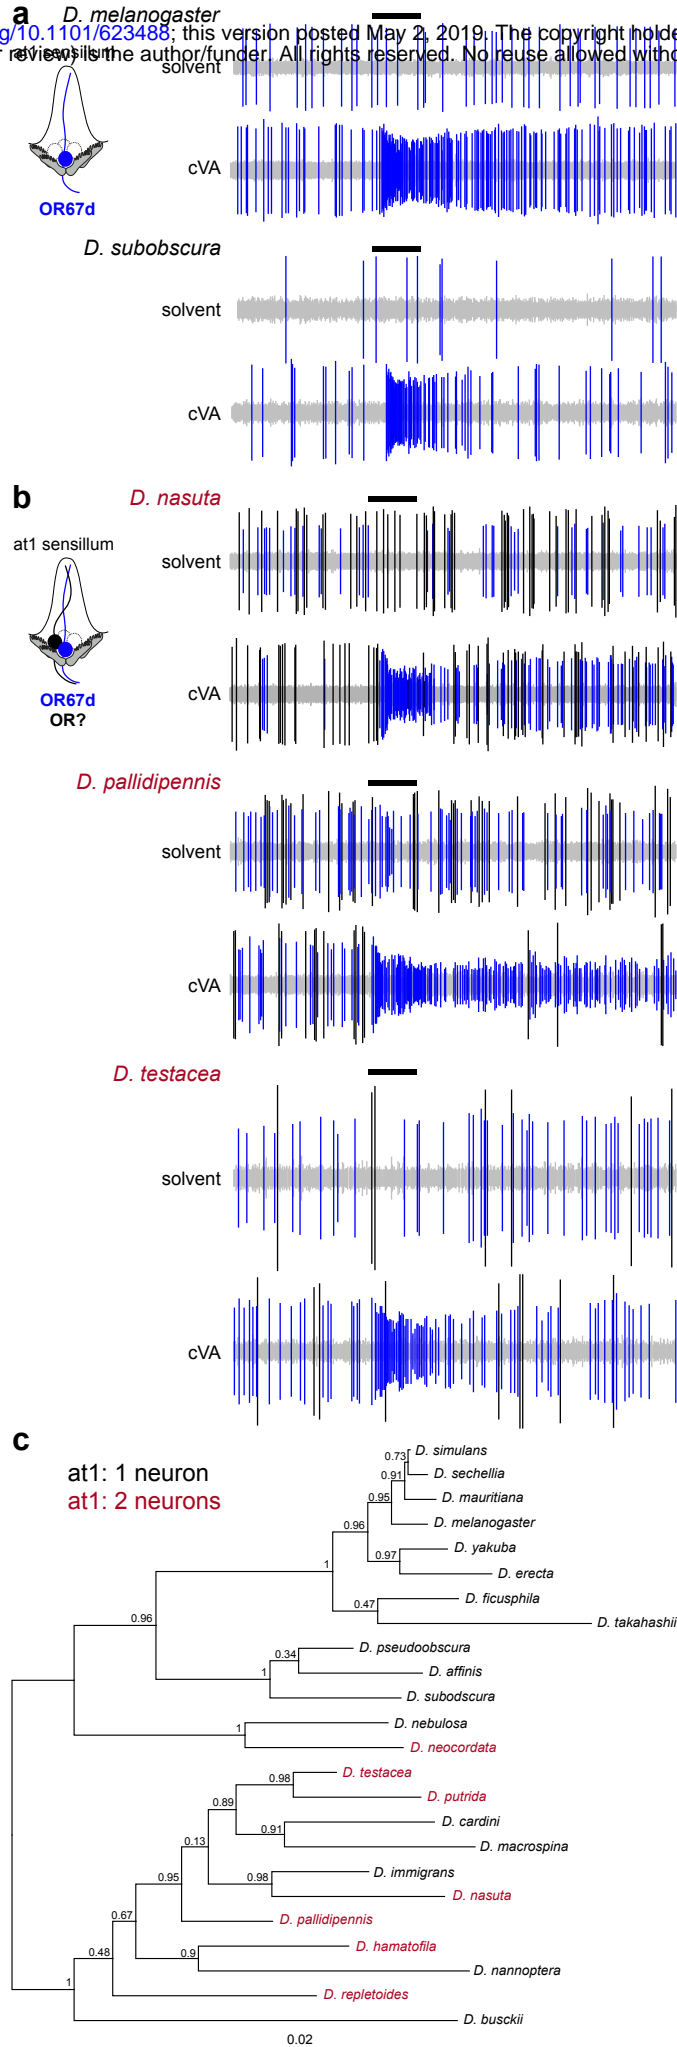 a
D. melanogaster
g/10.1101/623488; this version posted May 2, 2019. The copyright holde
r review) is the author/funder. All rights reserved. No reuse allowed witho
at1 sensillum
solvent
cVA
OR67d
D. subobscura
solvent
cVA
b
D. nasuta
at1 sensillum
solvent
cVA
OR67d
OR?
D. pallidipennis
solvent
cVA
D. testacea
solvent
cVA
c
at1: 1 neuron
at1: 2 neurons
D. simulans
0.73
D. sechellia
0.91
D. mauritiana
0.95
D. melanogaster
0.96
D. yakuba
0.97
D. erecta
1
D. ficusphila
0.47
D. takahashii
0.96
D. pseudoobscura
0.34
D. affinis
1
D. subodscura
D. nebulosa
1
D. neocordata
D. testacea
0.98
D. putrida
0.89
D. cardini
0.91
D. macrospina
0.13
D. immigrans
0.98
D. nasuta
0.95
D. pallidipennis
0.67
D. hamatofila
0.9
D. nannoptera
0.48
D. repletoides
1
D. busckii
0.02